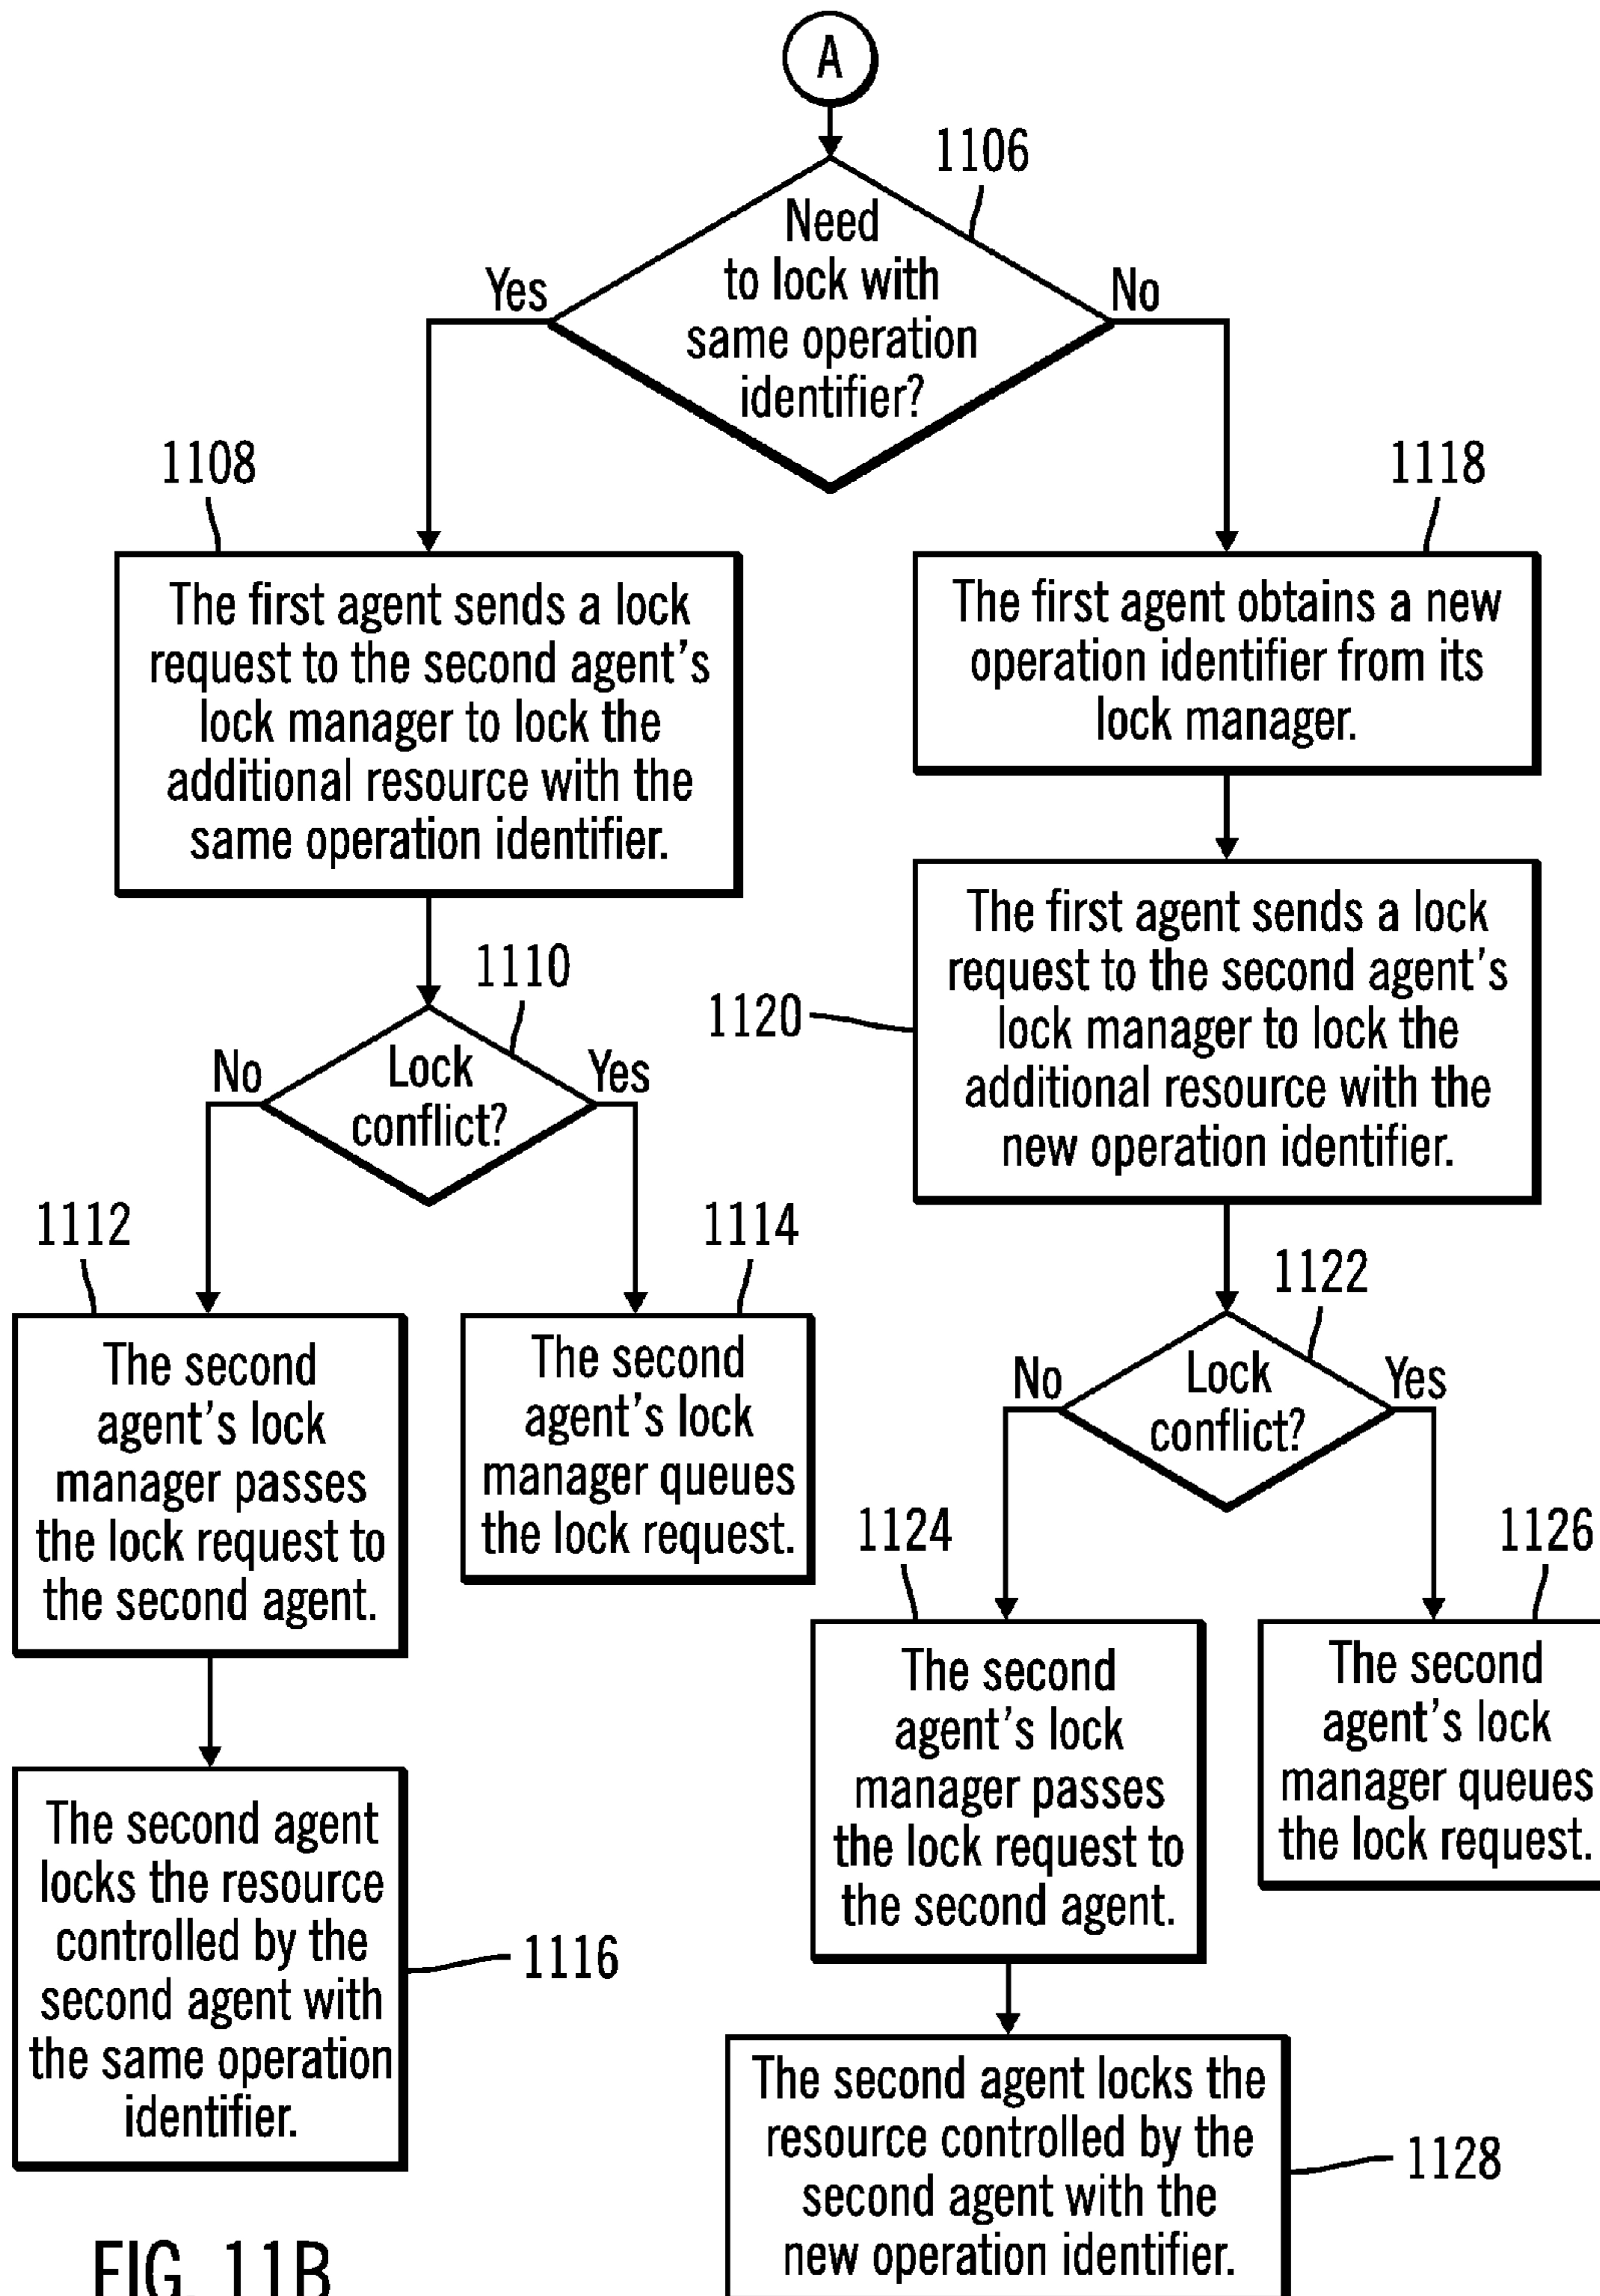 A
1106
Need
to lock with
same operation
identifier?
Yes
No
1108
The first agent sends a lock
request to the second agent's
lock manager to lock the
additional resource with the
same operation identifier.
1118
The first agent obtains a new
operation identifier from its
lock manager.
1110
Lock
conflict?
No
Yes
1120
The first agent sends a lock
request to the second agent's
lock manager to lock the
additional resource with the
new operation identifier.
1112
The second
agent's lock
manager passes
the lock request to
the second agent.
1114
The second
agent's lock
manager queues
the lock request.
1122
Lock
conflict?
No
Yes
1124
The second
agent's lock
manager passes
the lock request to
the second agent.
1126
The second
agent's lock
manager queues
the lock request.
The second agent
locks the resource
controlled by the
second agent with
the same operation
identifier.
1116
The second agent locks the
resource controlled by the
second agent with the
new operation identifier.
1128
FIG. 11B